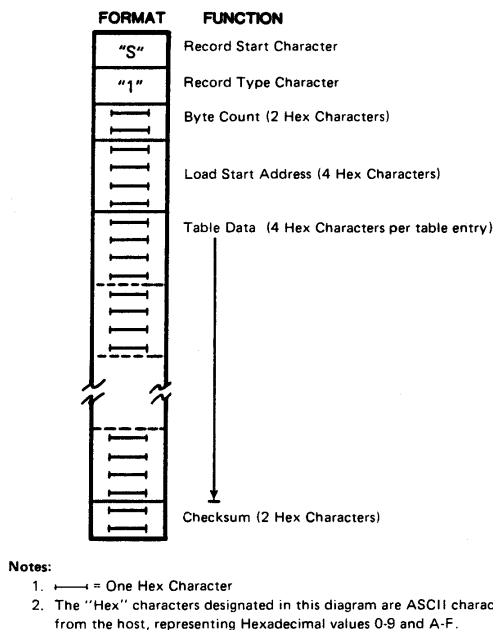 FORMAT FUNCTION
"S" Record Start Character
"1" Record Type Character
Byte Count (2 Hex Characters)
Load Start Address (4 Hex Characters)
Table Data (4 Hex Characters per table entry)
Checksum (2 Hex Characters)
Notes:
1. = One Hex Character
2. The "Hex" characters designated in this diagram are ASCII charac
from the host, representing Hexadecimal values 0-9 and A-F.